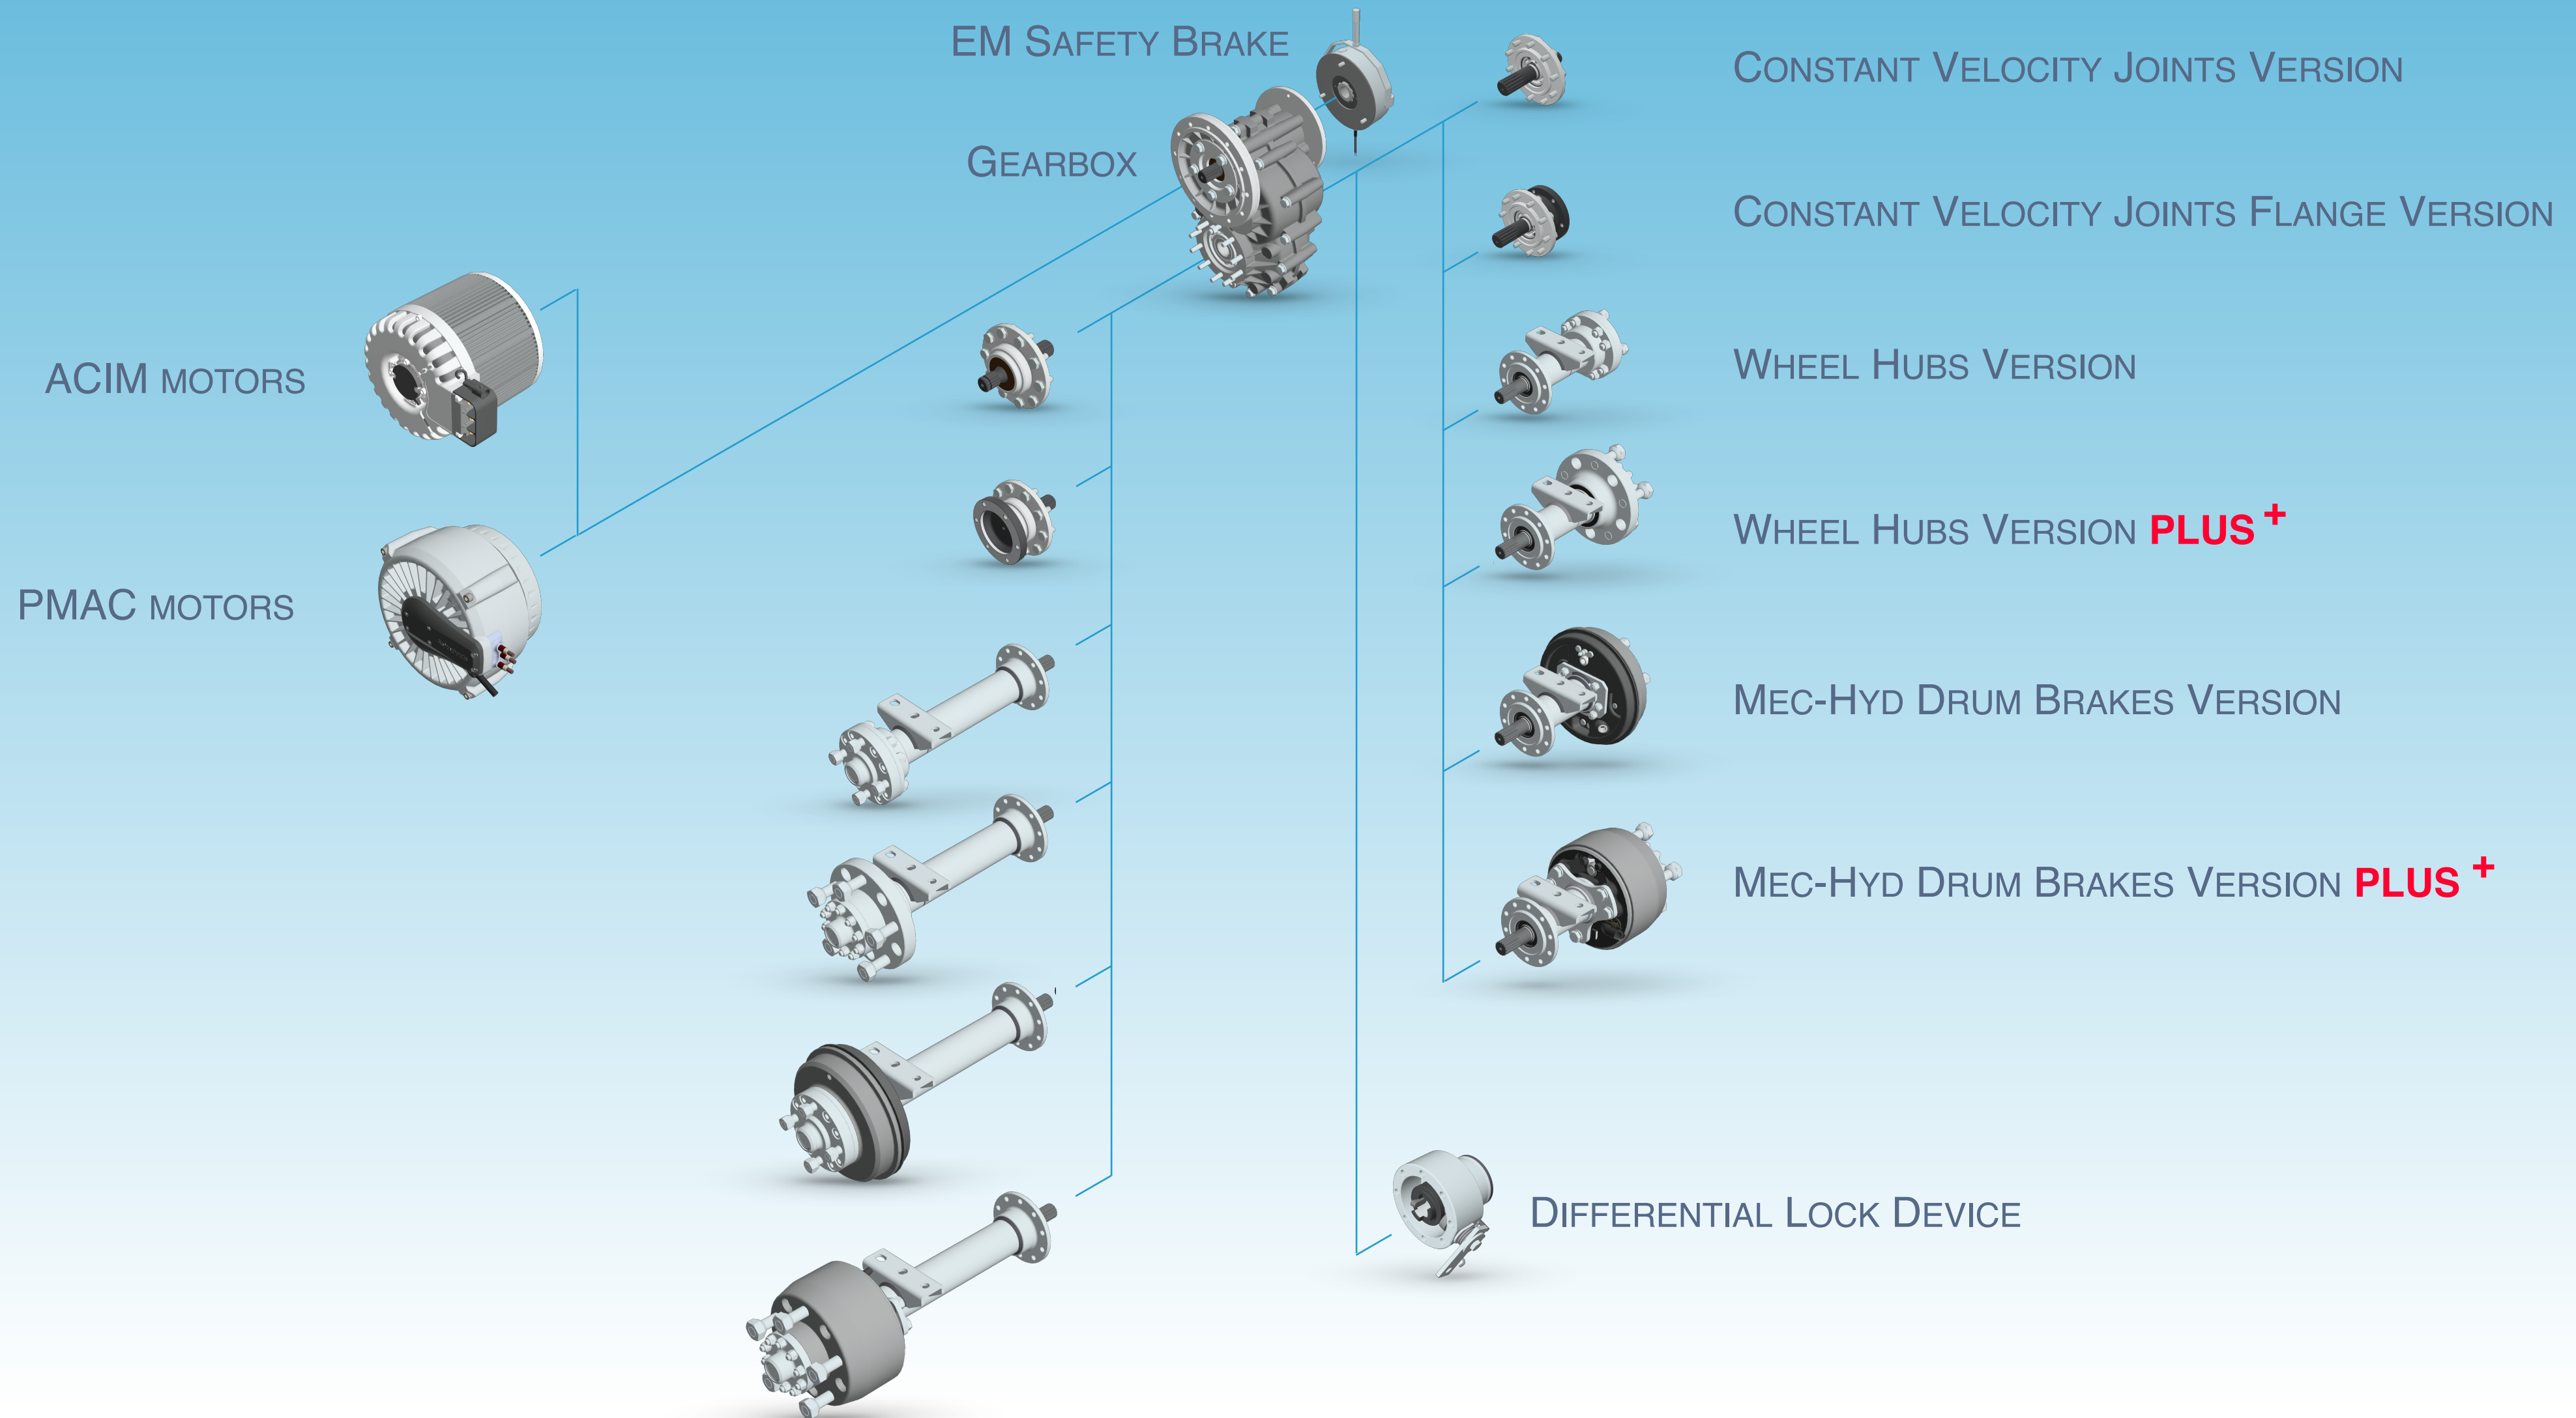 EM SAFETY BRAKE
GEARBOX
ACIM MOTORS
PMAC MOTORS
CONSTANT VELOCITY JOINTS VERSION
CONSTANT VELOCITY JOINTS FLANGE VERSION
WHEEL HUBS VERSION
WHEEL HUBS VERSION PLUS+
MEC-HYD DRUM BRAKES VERSION
MEC-HYD DRUM BRAKES VERSION PLUS+
DIFFERENTIAL LOCK DEVICE